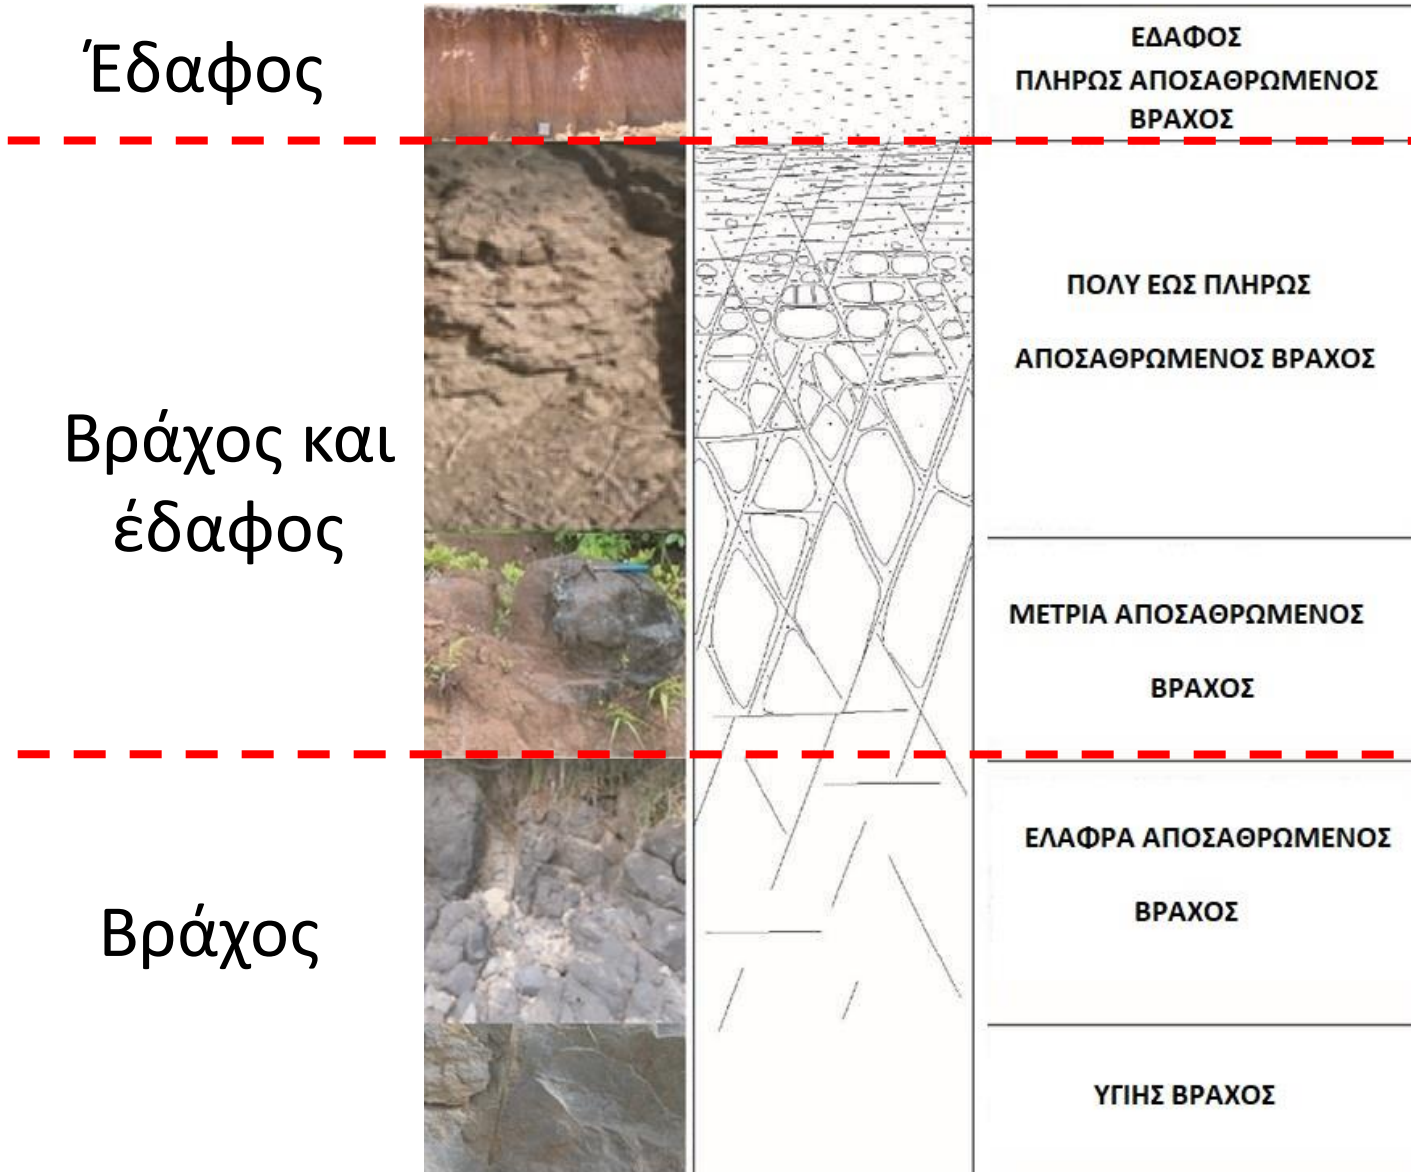 Έδαφος
ΕΔΑΦΟΣ
ΠΛΗΡΩΣ ΑΠΟΣΑΘΡΩΜΕΝΟΣ
ΒΡΑΧΟΣ
Βράχος και
έδαφος
ΠΟΛΥ ΕΩΣ ΠΛΗΡΩΣ
ΑΠΟΣΑΘΡΩΜΕΝΟΣ ΒΡΑΧΟΣ
ΜΕΤΡΙΑ ΑΠΟΣΑΘΡΩΜΕΝΟΣ
ΒΡΑΧΟΣ
Βράχος
ΕΛΑΦΡΑ ΑΠΟΣΑΘΡΩΜΕΝΟΣ
ΒΡΑΧΟΣ
ΥΓΙΗΣ ΒΡΑΧΟΣ